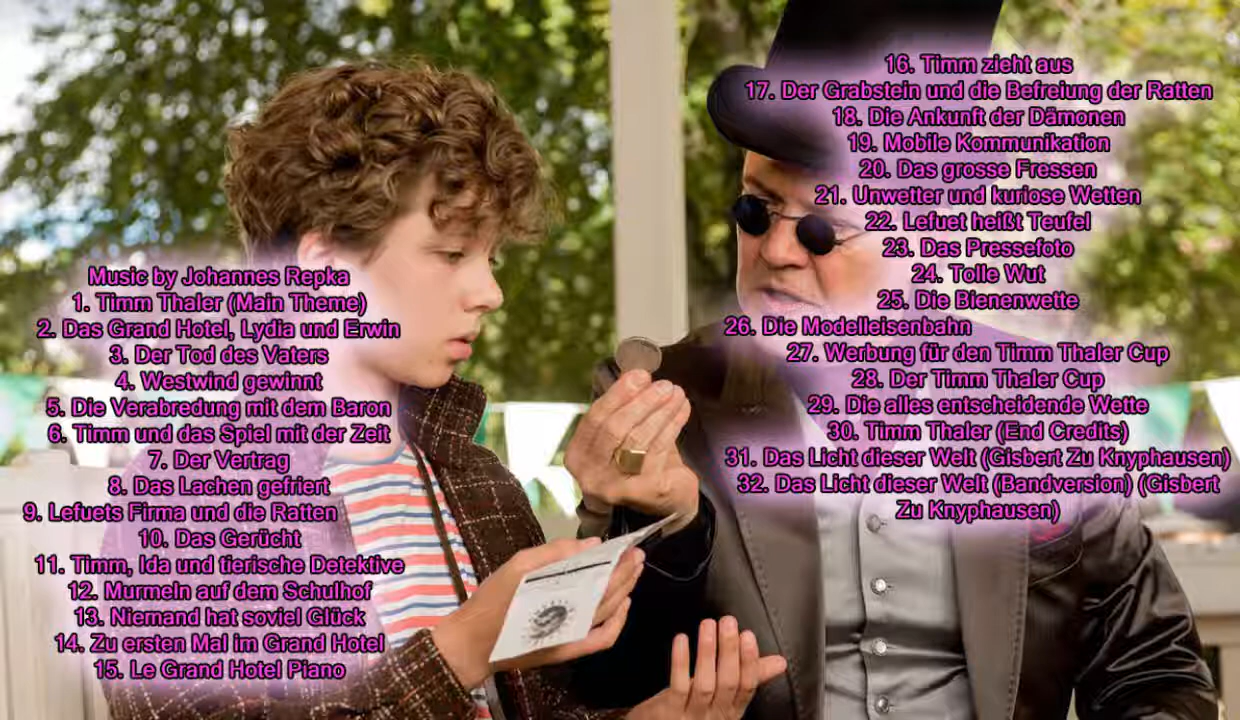 Music by Johannes Repka
1. Timm Thaler (Main Theme)
2. Das Grand Hotel, Lydia und Erwin
3. Der Tod des Vaters
4. Westwind gewinnt
5. Die Verabredung mit dem Baron
6. Timm und das Spiel mit der Zeit
7. Der Vertrag
8. Das Lachen gefriert
9. Lefuets Firma und die Ratten
10. Das Gerücht
11. Timm, Ida und tierische Detektive
12. Murmeln auf dem Schulhof
13. Niemand hat soviel Glück
14. Zu ersten Mal im Grand Hotel
15. Le Grand Hotel Piano
16. Timm zieht aus
17. Der Grabstein und die Befreiung der Ratten
18. Die Ankunft der Dämonen
19. Mobile Kommunikation
20. Das grosse Fressen
21. Unwetter und kuriose Wetten
22. Lefuet heißt Teufel
23. Das Pressefoto
24. Tolle Wut
25. Die Bienenwette
26. Die Modelleisenbahn
27. Werbung für den Timm Thaler Cup
28. Der Timm Thaler Cup
29. Die alles entscheidende Wette
30. Timm Thaler (End Credits)
31. Das Licht dieser Welt (Gisbert Zu Knyphausen)
32. Das Licht dieser Welt (Bandversion) (Gisbert
Zu Knyphausen)